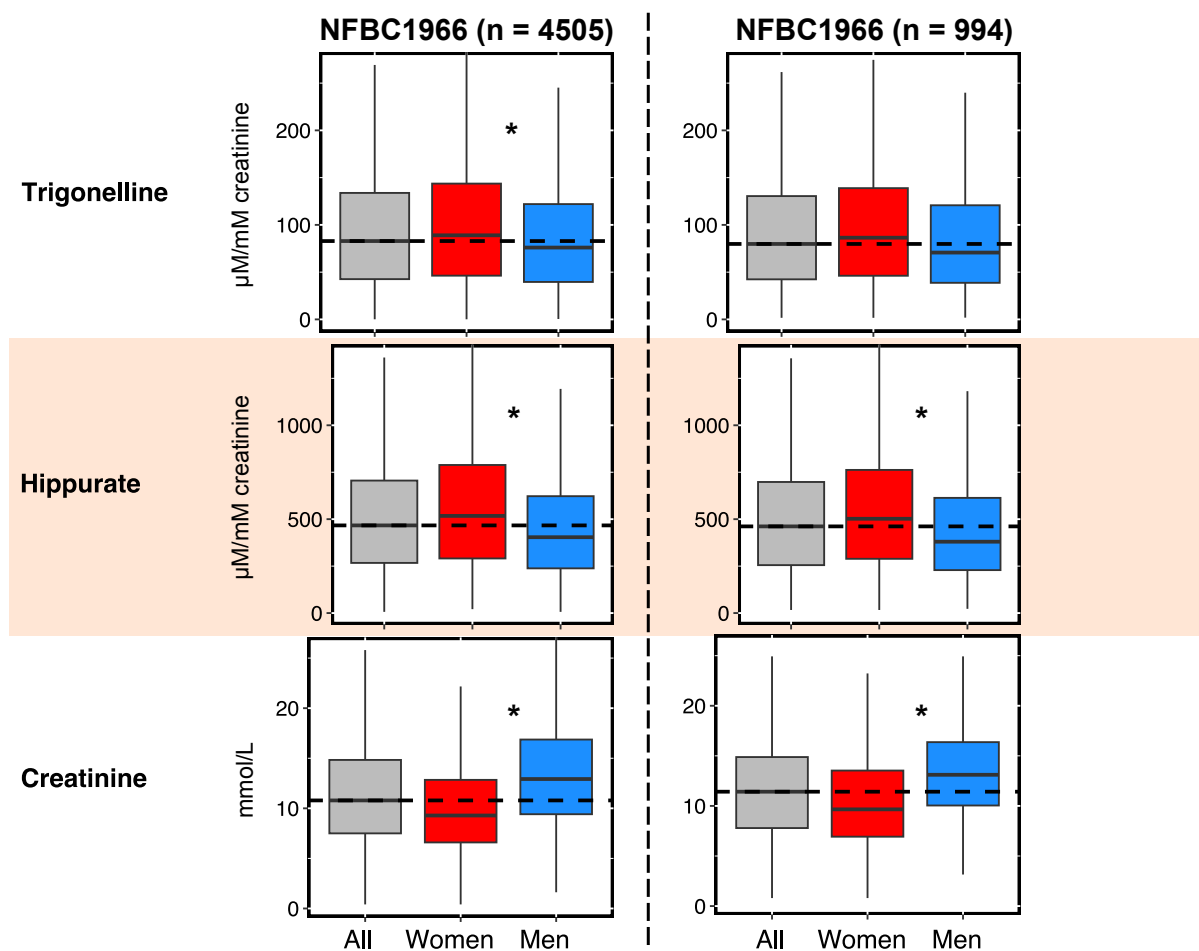 NFBC1966 (n = 4505) NFBC1966 (n = 994)
Trigonelline
µM/mM creatinine
200
100
0
*
200
100
0
Hippurate
µM/mM creatinine
1000
500
0
*
1000
500
0
*
Creatinine
mmol/L
20
10
0
*
20
10
0
*
All Women Men All Women Men